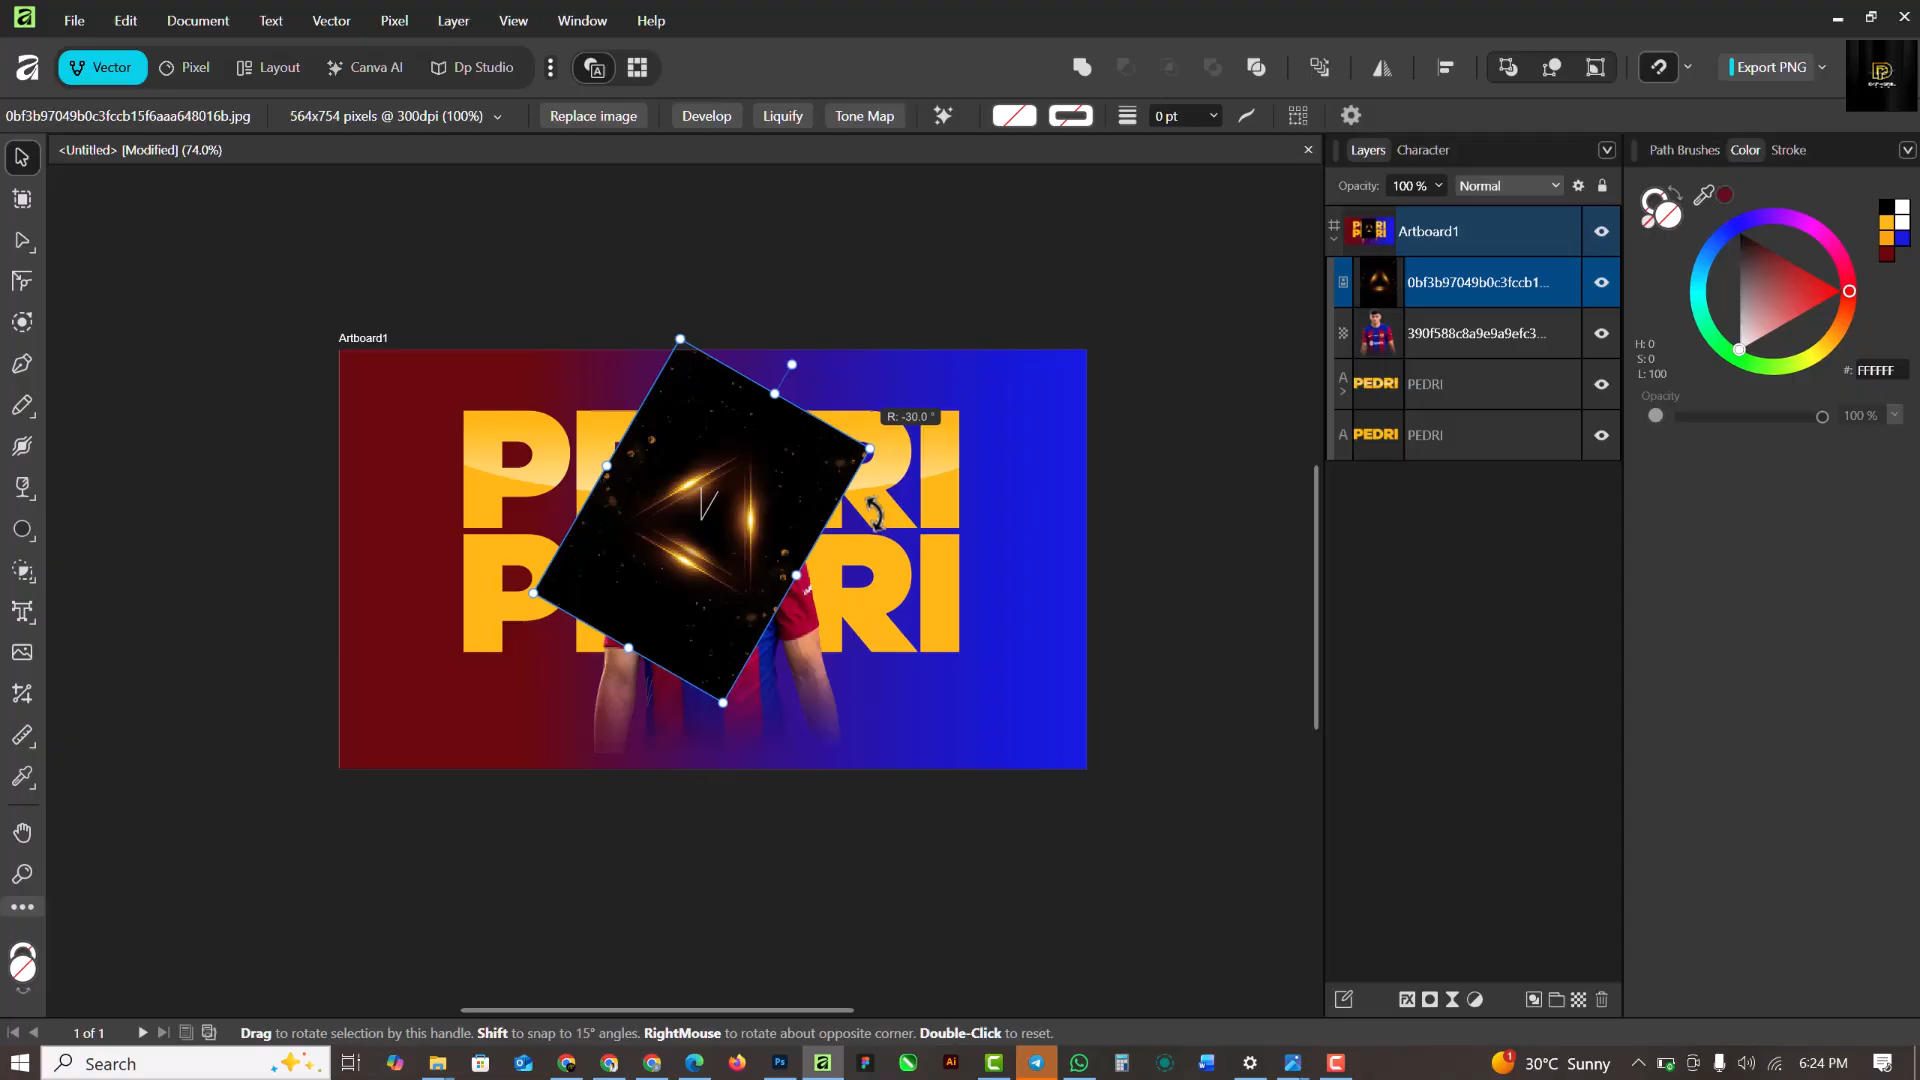 File Edit Document Text Vector Pixel Layer View Window Help
Vector Pixel Layout Canva AI Dp Studio Export PNG
0bf3b97049b0c3fccb15f6aaa648016b.jpg 564x754 pixels @ 300dpi (100%) Replace image Develop Liquify Tone Map 0 pt
<Untitled> [Modified] (74.0%)
Layers Character
Path Brushes Color Stroke
Opacity: 100 % Normal
Artboard1
0bf3b97049b0c3fccb1...
390f588c8a9e9a9efc3...
PEDRI PEDRI
PEDRI PEDRI
H: 0
S: 0
L: 100
#: FFFFFF
Opacity
100 %
Artboard1
R: -30.0 °
1 of 1 Drag to rotate selection by this handle. Shift to snap to 15° angles. RightMouse to rotate about opposite corner. Double-Click to reset.
Search 30°C Sunny 6:24 PM